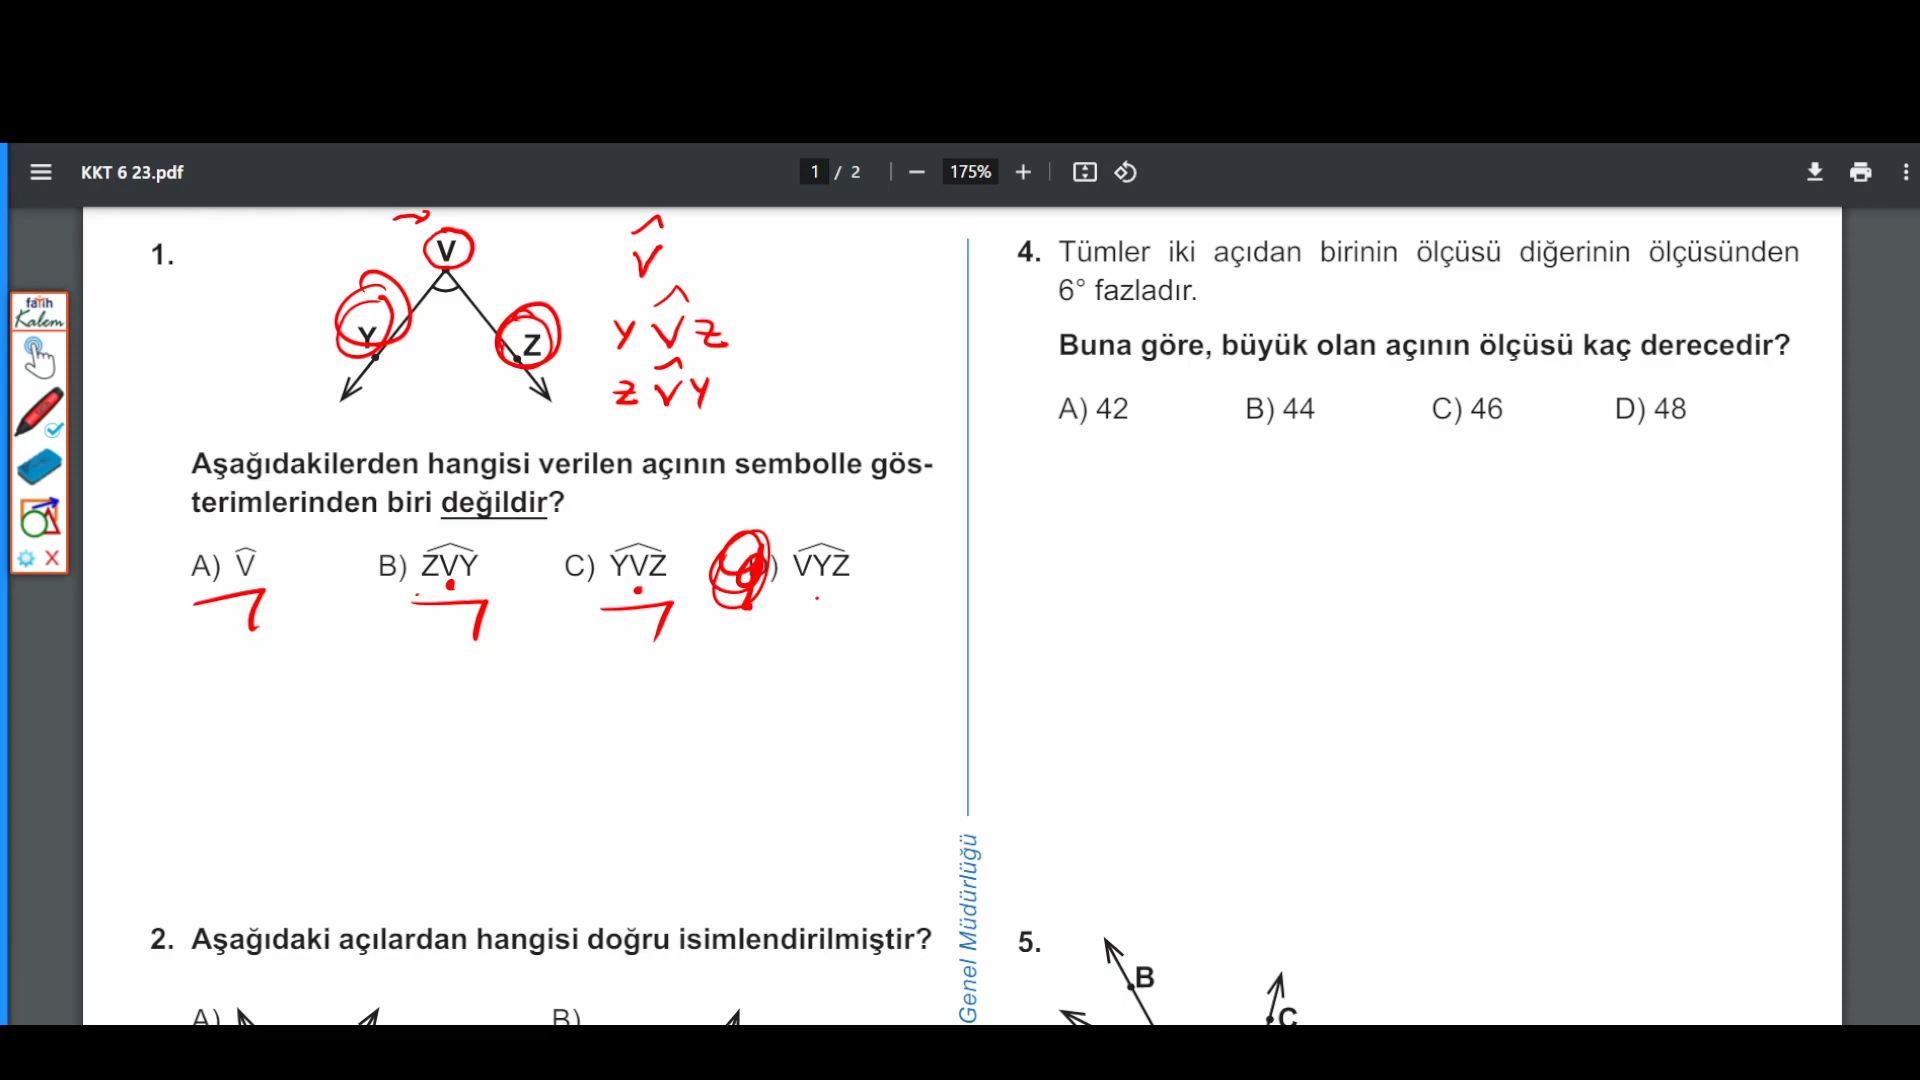 KKT 6 23.pdf
1 / 2
175%
fatih
Kalem
1.
V
Y
Z
V
Y V Z
Z V Y
Aşağıdakilerden hangisi verilen açının sembolle gös-
terimlerinden biri değildir?
A) V B) ZVY C) YVZ ) VYZ
2. Aşağıdaki açılardan hangisi doğru isimlendirilmiştir?
A) B)
Genel Müdürlüğü
4. Tümler iki açıdan birinin ölçüsü diğerinin ölçüsünden
6° fazladır.
Buna göre, büyük olan açının ölçüsü kaç derecedir?
A) 42 B) 44 C) 46 D) 48
5.
B
C